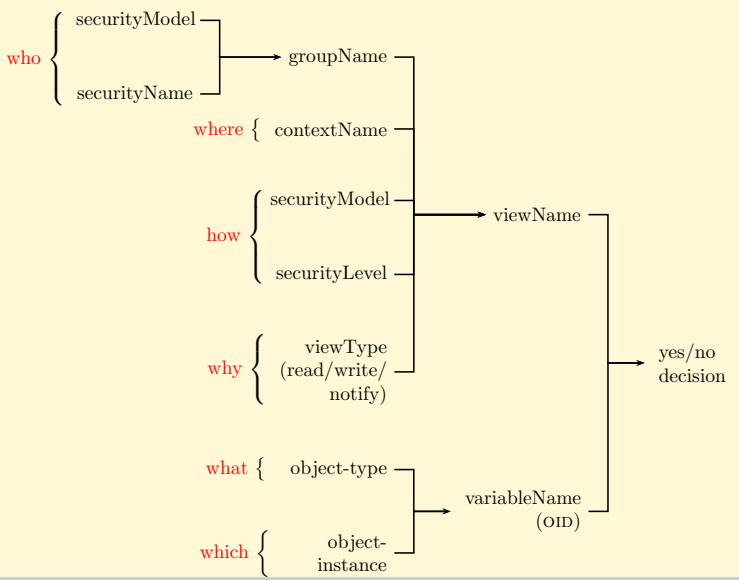 securityModel
who
groupName
securityName
where { contextName
securityModel
how
viewName
securityLevel
viewType
why
(read/write/
notify)
yes/no
decision
what { object-type
variableName
(OID)
which
object-
instance